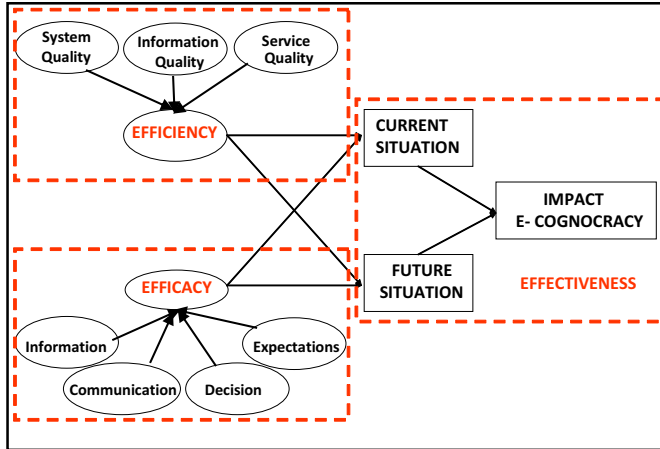 System
Quality
Information
Quality
Service
Quality
EFFICIENCY
CURRENT
SITUATION
IMPACT
E- COGNOCRACY
EFFICACY
FUTURE
SITUATION
EFFECTIVENESS
Information
Expectations
Communication
Decision